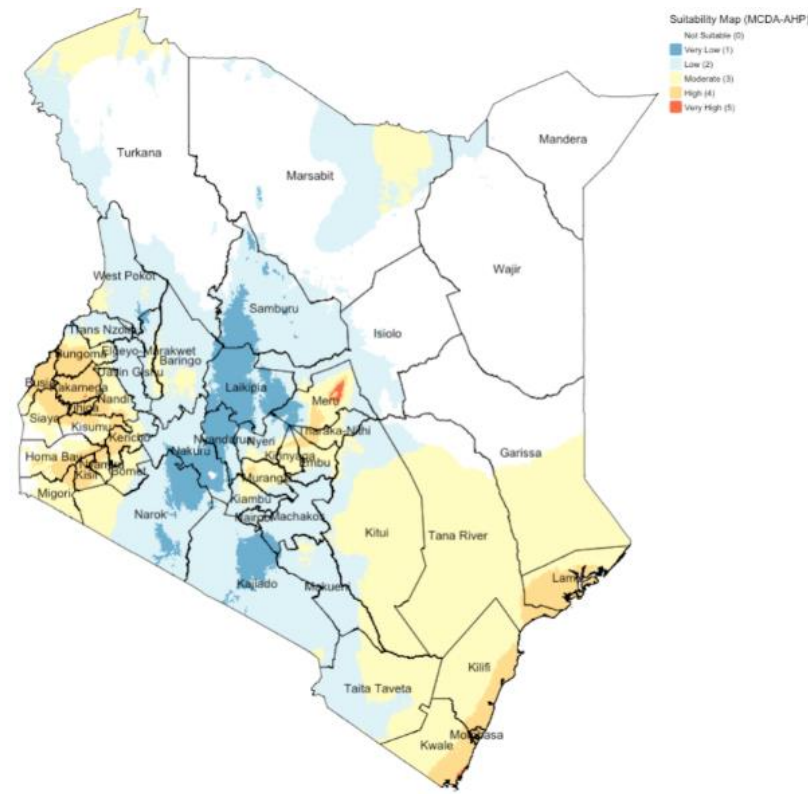 Suitability Map (MCDA-AHP)
Not Suitable (0)
Very Low (1)
Low (2)
Moderate (3)
High (4)
Very High (5)
Mandera
Turkana
Marsabit
Wajir
West Pokot
Samburu
Isiolo
Trans Nzoia
Bungoma
Elgeyo-Marakwet
Baringo
Uasin Gishu
Busia
Kakamega
Laikipia
Nandi
Meru
Vihiga
Siaya
Kisumu
Tharaka-Nithi
Kericho
Nyandarua
Nyeri
Nakuru
Garissa
Homa Bay
Nyamira
Kirinyaga
Embu
Kisii
Bomet
Muranga
Migori
Kiambu
Narok
Nairobi
Machakos
Kitui
Tana River
Lamu
Kajiado
Makueni
Kilifi
Taita Taveta
Mombasa
Kwale